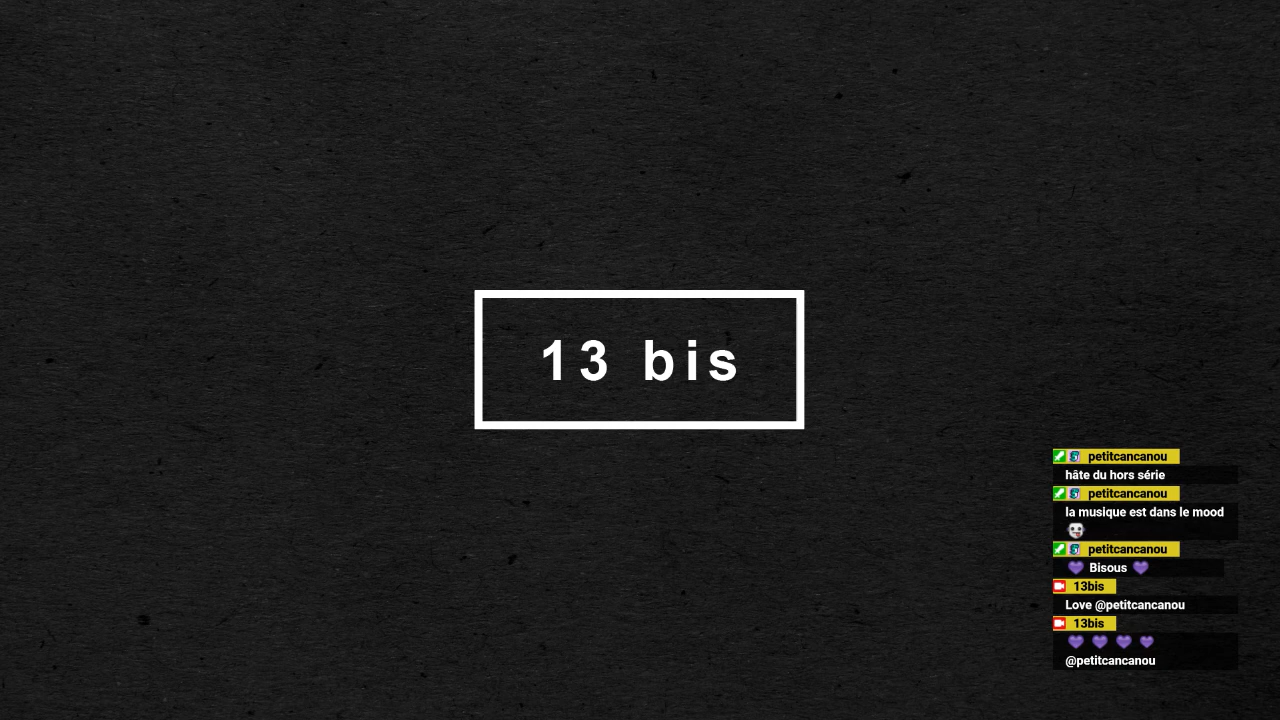 13 bis
petitcancanou
hâte du hors série
petitcancanou
la musique est dans le mood
petitcancanou
Bisous
13bis
Love @petitcancanou
13bis
@petitcancanou